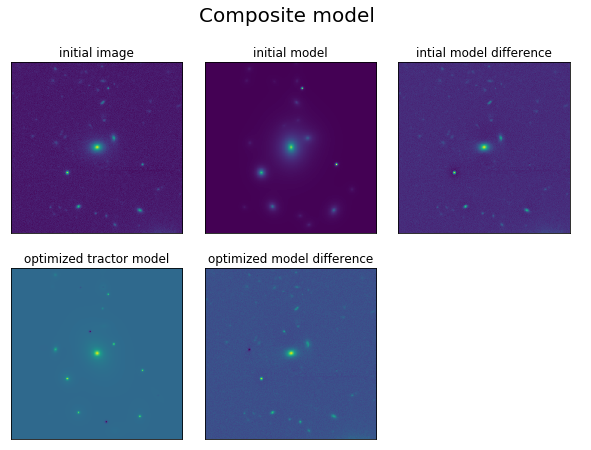 Composite model
initial image
initial model
intial model difference
optimized tractor model
optimized model difference